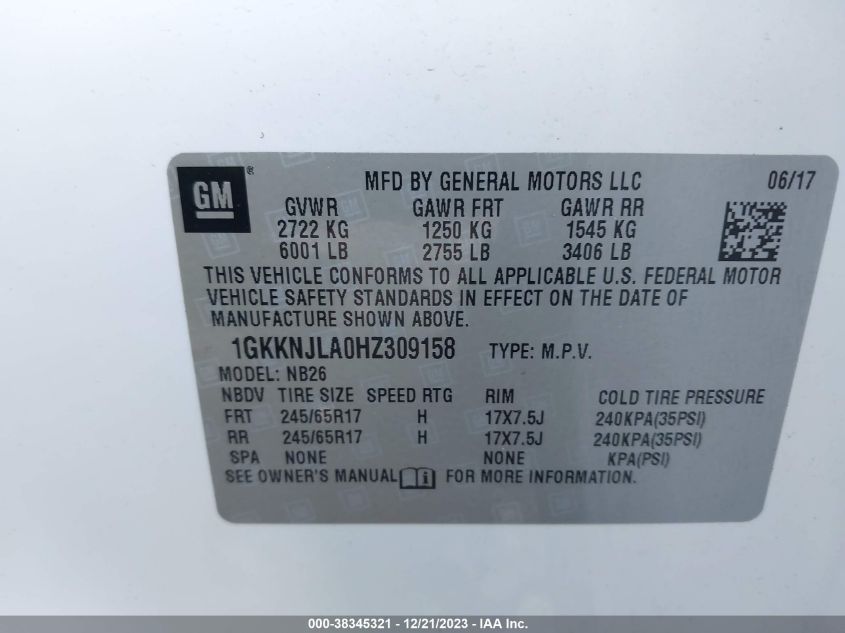 GM ®
MFD BY GENERAL MOTORS LLC 06/17
GVWR GAWR FRT GAWR RR
2722 KG 1250 KG 1545 KG
6001 LB 2755 LB 3406 LB
THIS VEHICLE CONFORMS TO ALL APPLICABLE U.S. FEDERAL MOTOR
VEHICLE SAFETY STANDARDS IN EFFECT ON THE DATE OF
MANUFACTURE SHOWN ABOVE.
1GKKNJLA0HZ309158 TYPE: M.P.V.
MODEL: NB26
NBDV TIRE SIZE SPEED RTG RIM COLD TIRE PRESSURE
FRT 245/65R17 H 17X7.5J 240KPA(35PSI)
RR 245/65R17 H 17X7.5J 240KPA(35PSI)
SPA NONE NONE KPA(PSI)
SEE OWNER'S MANUAL FOR MORE INFORMATION.
000-38345321 - 12/21/2023 - IAA Inc.